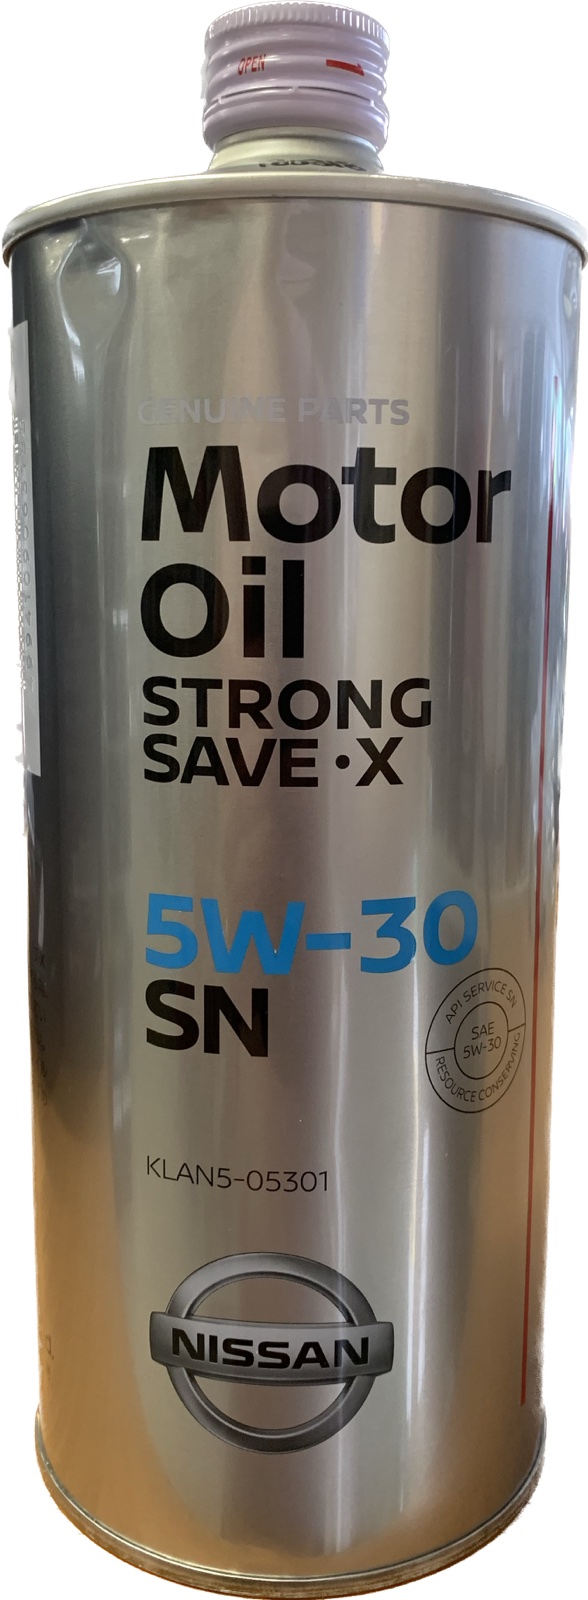 OPEN
GENUINE PARTS
Motor
Oil
STRONG
SAVE・X
5W-30
SN
API SERVICE SN
SAE
5W-30
RESOURCE CONSERVING
KLAN5-05301
NISSAN